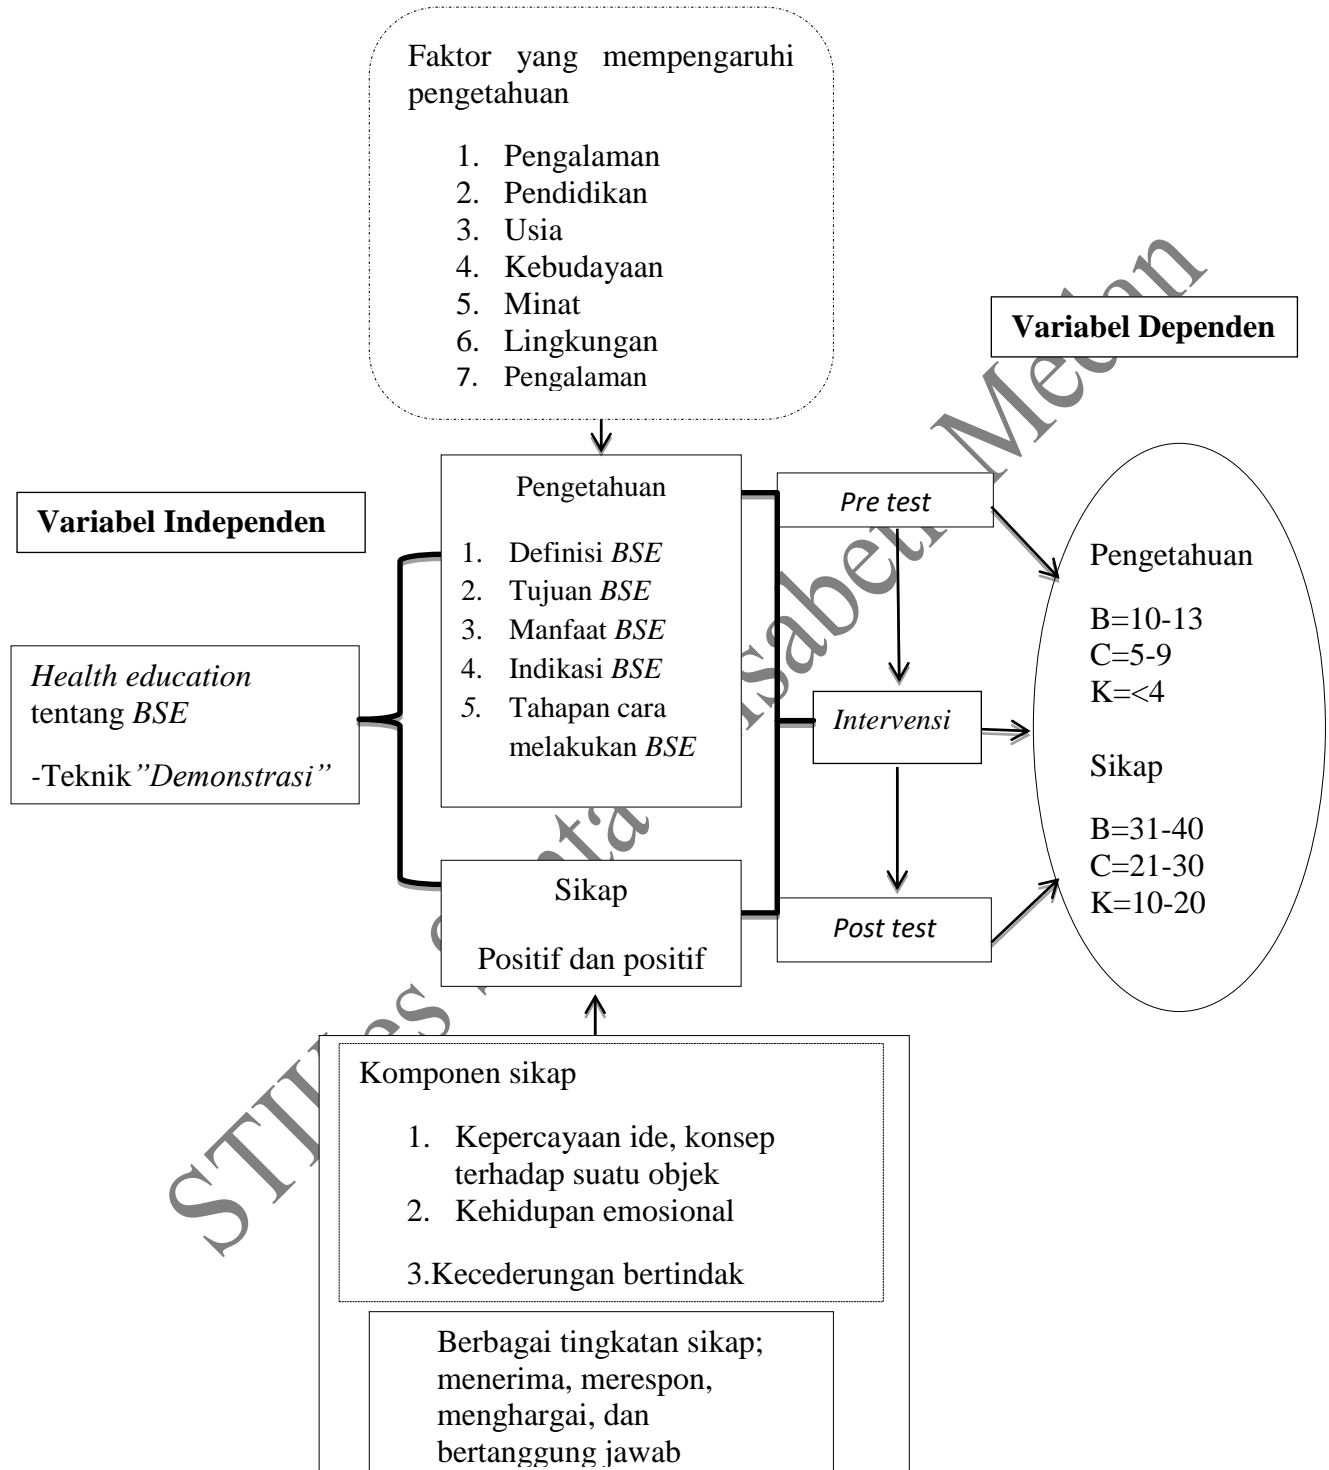 Faktor yang mempengaruhi
pengetahuan
1. Pengalaman
2. Pendidikan
3. Usia
4. Kebudayaan
5. Minat
6. Lingkungan
7. Pengalaman
Variabel Dependen
Variabel Independen
Health education
tentang BSE
-Teknik”Demonstrasi”
Pengetahuan
1. Definisi BSE
2. Tujuan BSE
3. Manfaat BSE
4. Indikasi BSE
5. Tahapan cara
melakukan BSE
Sikap
Positif dan positif
Pre test
Intervensi
Post test
Pengetahuan
B=10-13
C=5-9
K=<4
Sikap
B=31-40
C=21-30
K=10-20
Komponen sikap
1. Kepercayaan ide, konsep
terhadap suatu objek
2. Kehidupan emosional
3.Kecederungan bertindak
Berbagai tingkatan sikap;
menerima, merespon,
menghargai, dan
bertanggung jawab